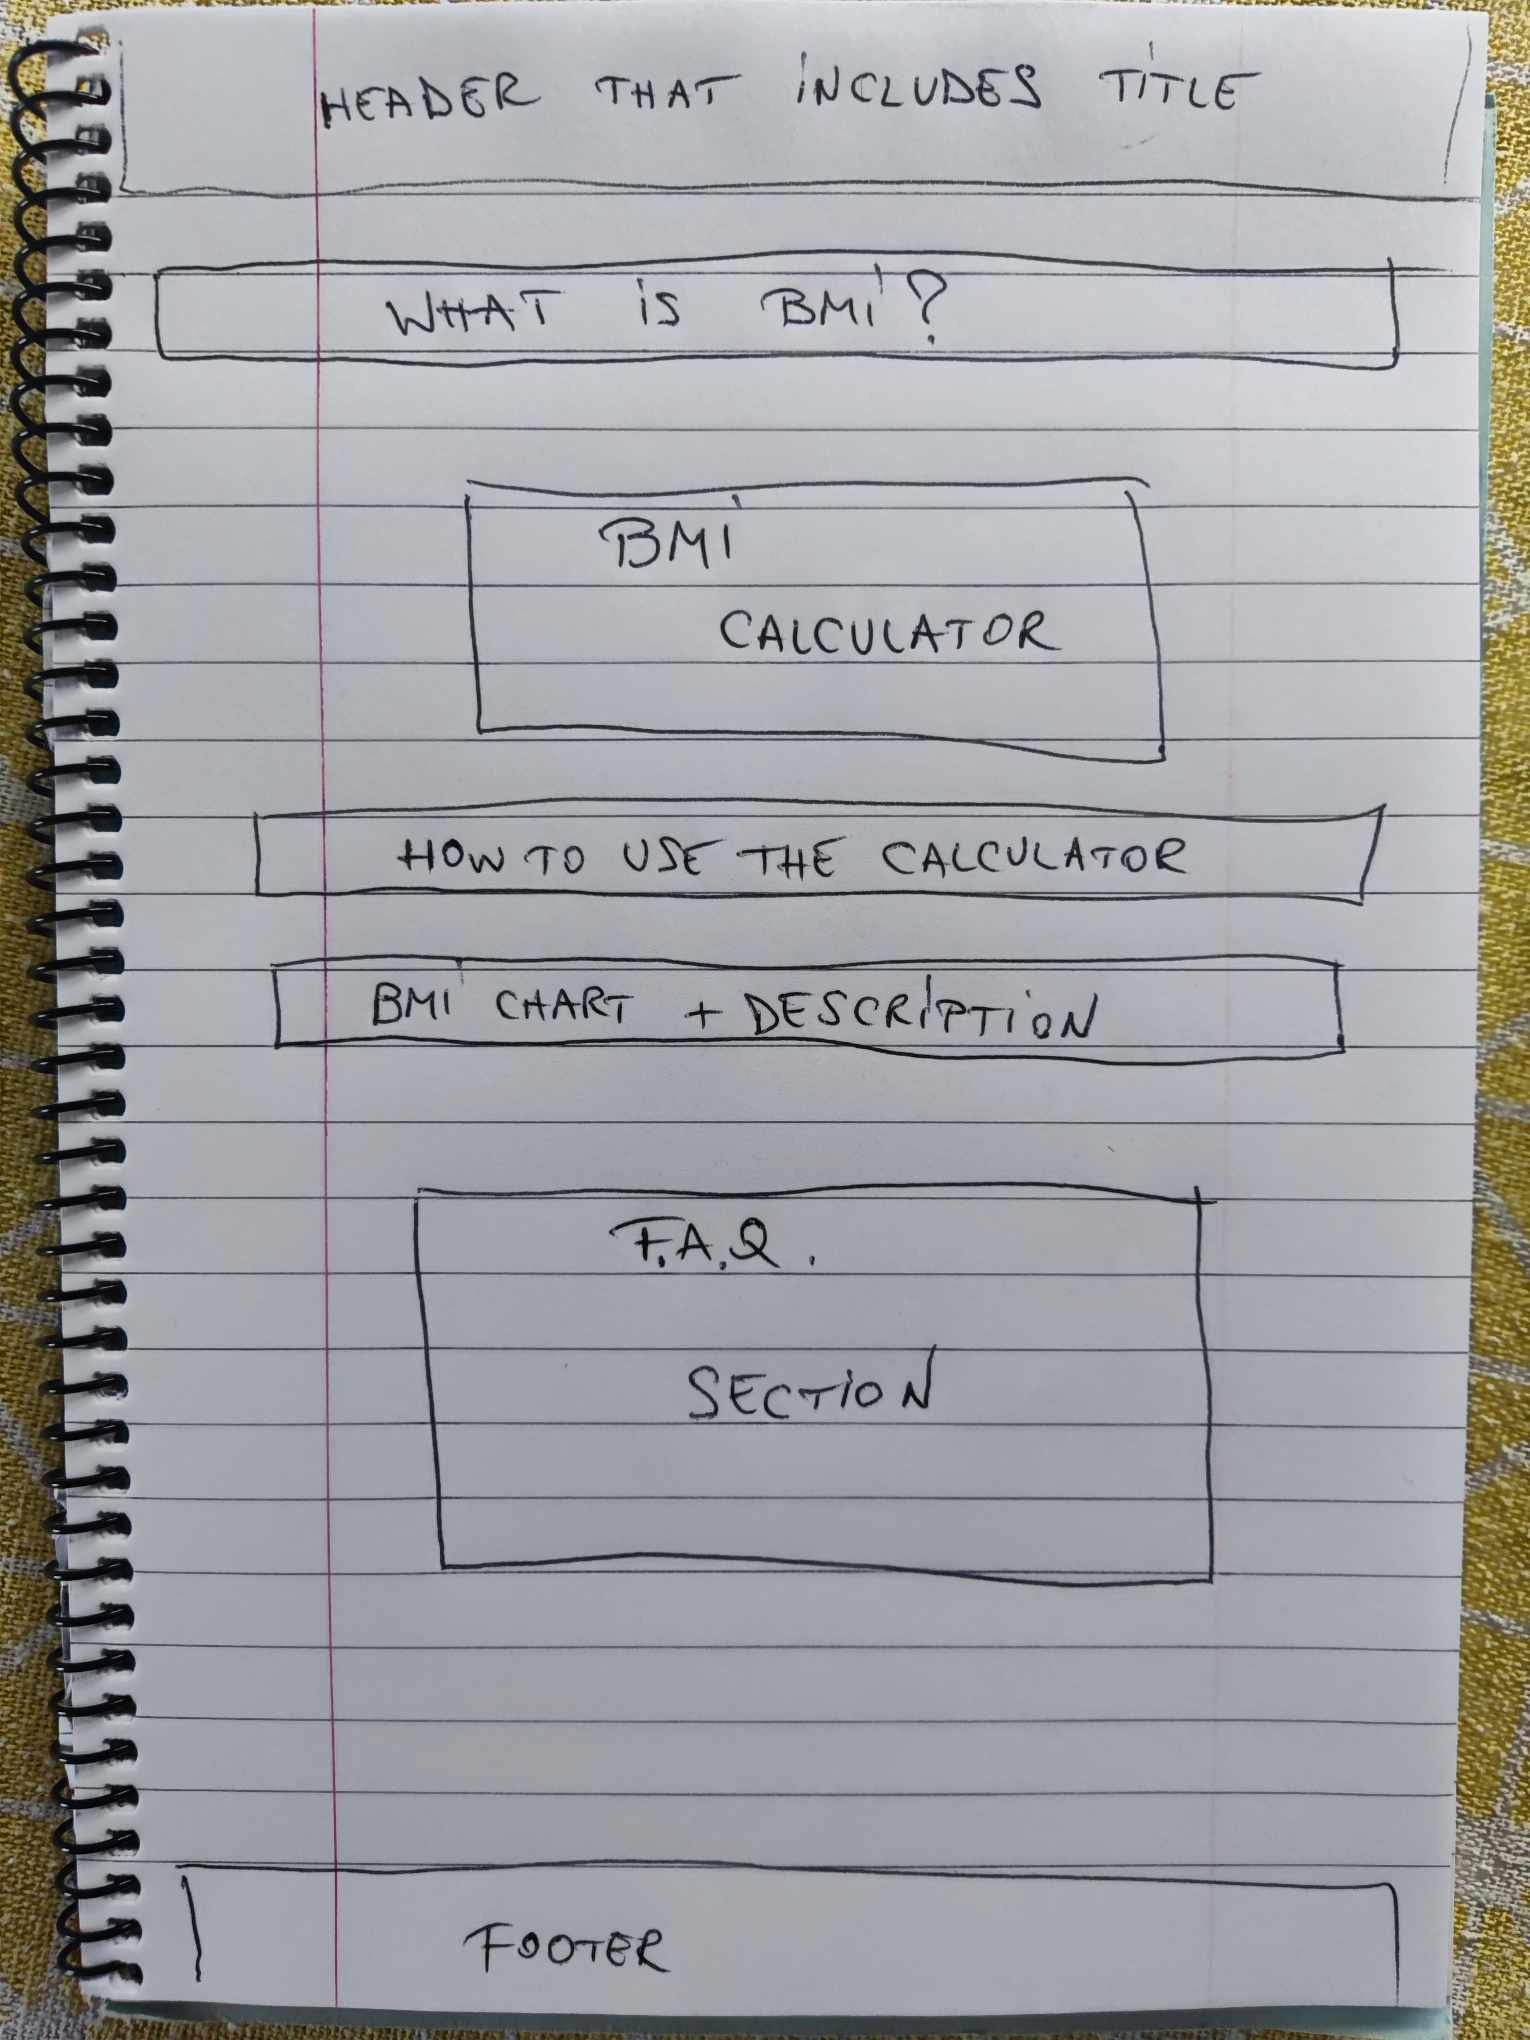 HEADER THAT INCLUDES TITLE
WHAT IS BMI?
BMI
CALCULATOR
HOW TO USE THE CALCULATOR
BMI CHART + DESCRIPTION
F.A.Q.
SECTION
FOOTER